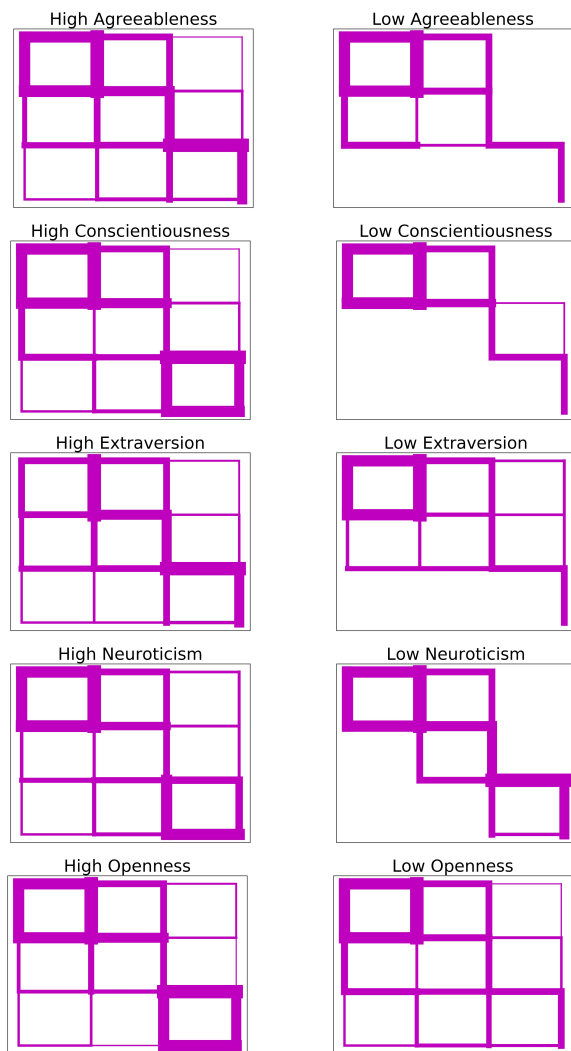 High Agreeableness
Low Agreeableness
High Conscientiousness
Low Conscientiousness
High Extraversion
Low Extraversion
High Neuroticism
Low Neuroticism
High Openness
Low Openness